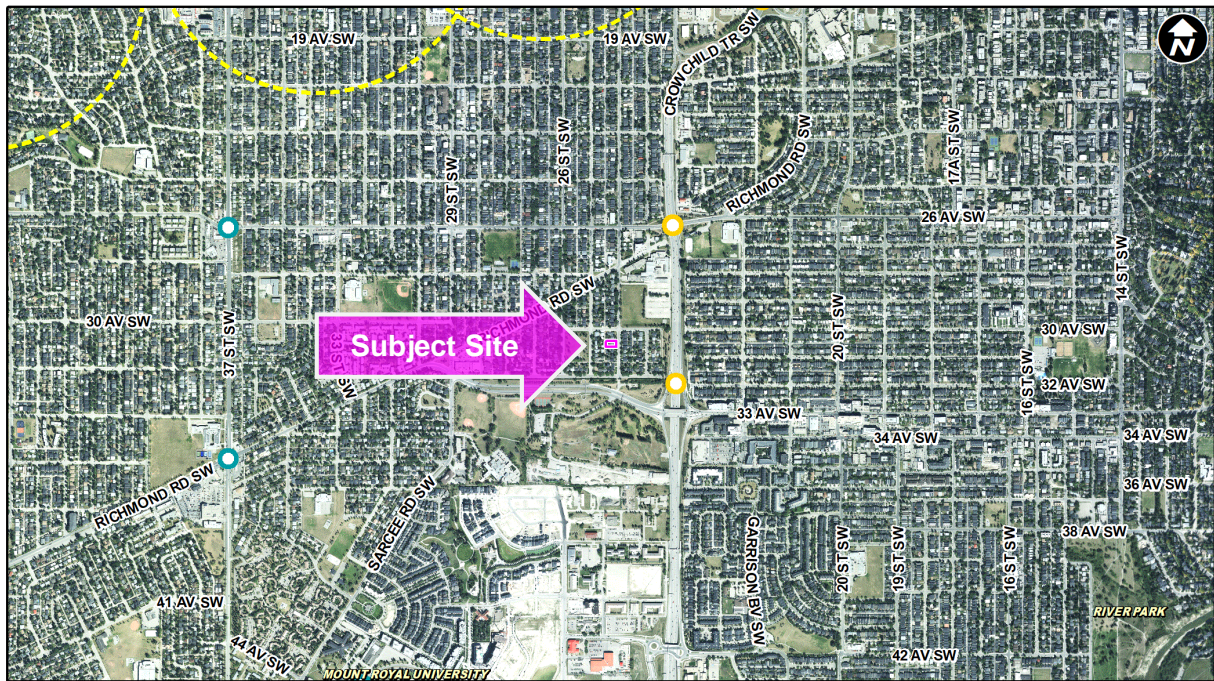 19 AV SW
19 AV SW
CROWCHILD TR SW
N
RICHMOND RD SW
17A ST SW
26 ST SW
29 ST SW
26 AV SW
14 ST SW
RICHMOND RD SW
30 AV SW
37 ST SW
33 ST SW
Subject Site
20 ST SW
30 AV SW
16 ST SW
32 AV SW
33 AV SW
34 AV SW
34 AV SW
36 AV SW
RICHMOND RD SW
SARCEE RD SW
GARRISON BV SW
20 ST SW
19 ST SW
16 ST SW
38 AV SW
41 AV SW
RIVER PARK
44 AV SW
42 AV SW
MOUNT ROYAL UNIVERSITY